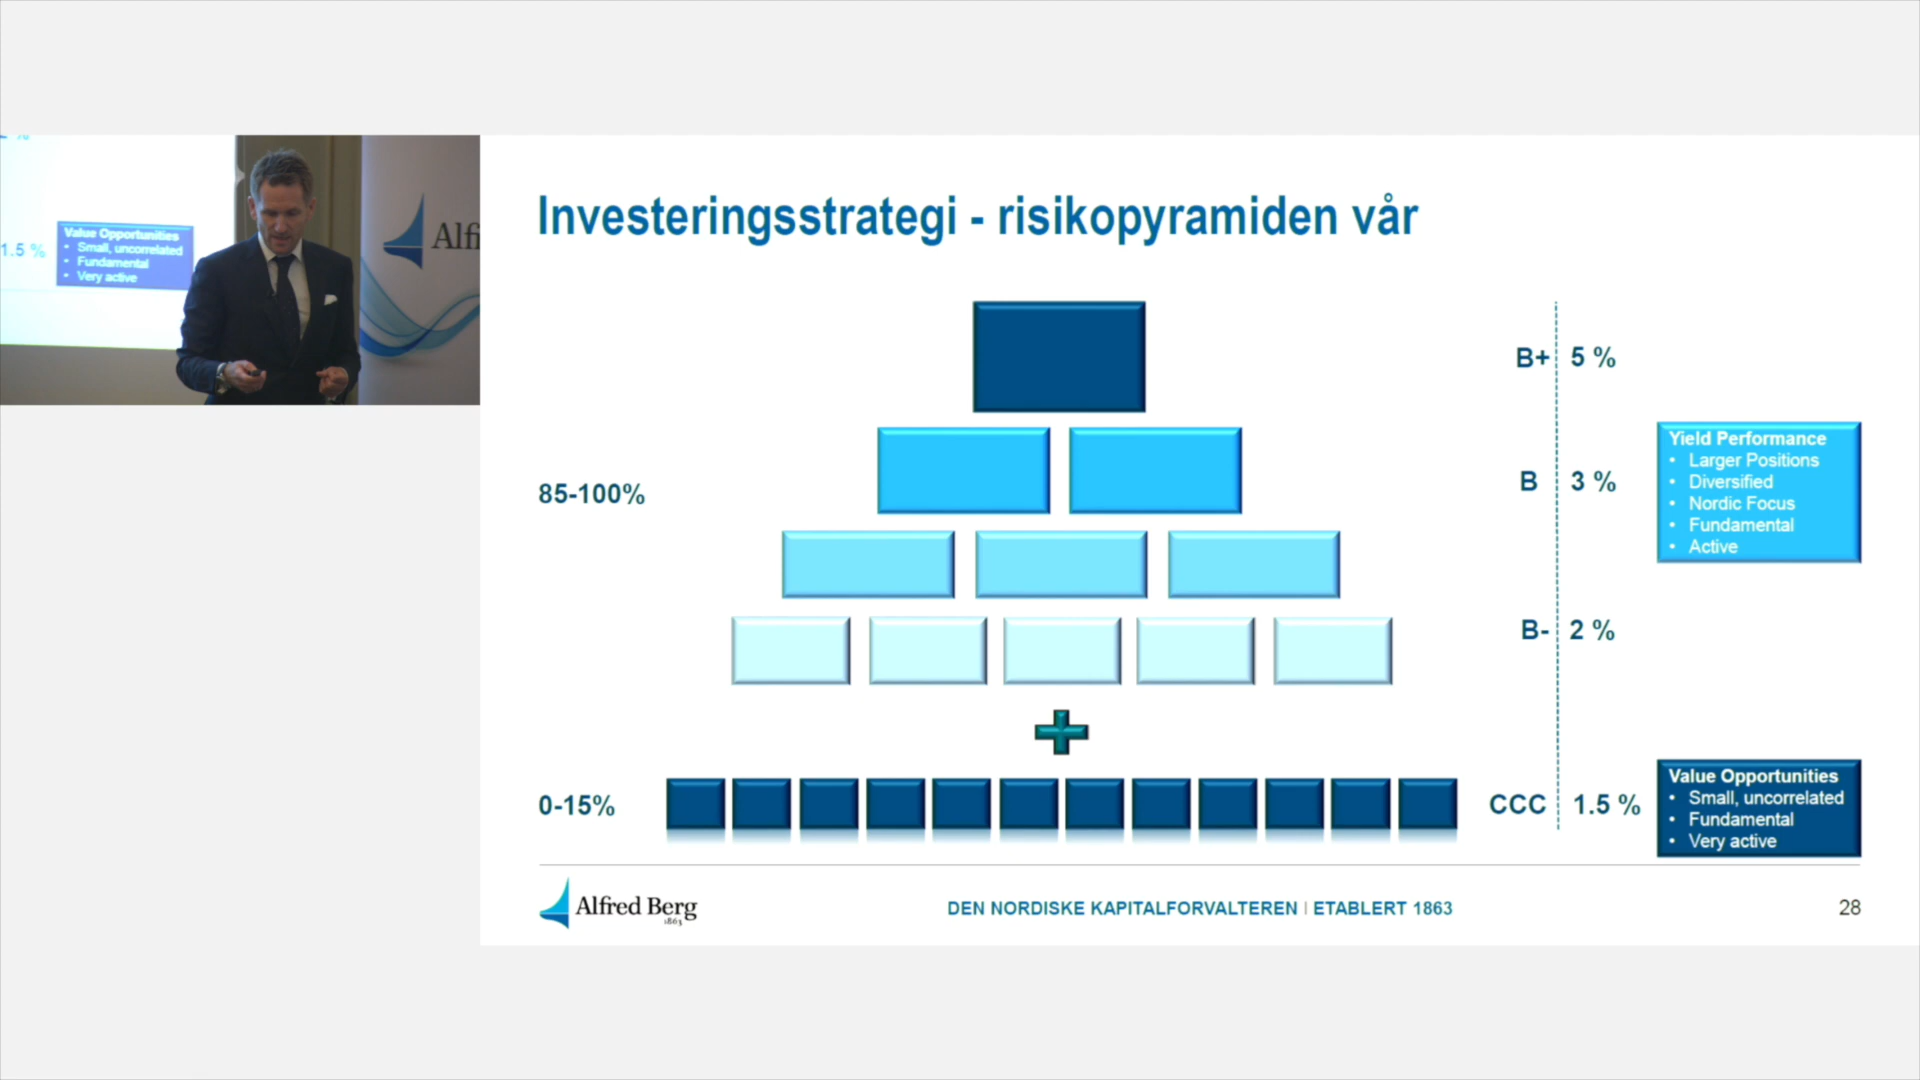 Investeringsstrategi - risikopyramiden vår
B+ 5 %
85-100%
B 3 %
Yield Performance
• Larger Positions
• Diversified
• Nordic Focus
• Fundamental
• Active
B- 2 %
0-15%
CCC 1.5 %
Value Opportunities
• Small, uncorrelated
• Fundamental
• Very active
Alfred Berg
1863
DEN NORDISKE KAPITALFORVALTEREN | ETABLERT 1863
28
1.5 %
Value Opportunities
• Small, uncorrelated
• Fundamental
• Very active
Alf